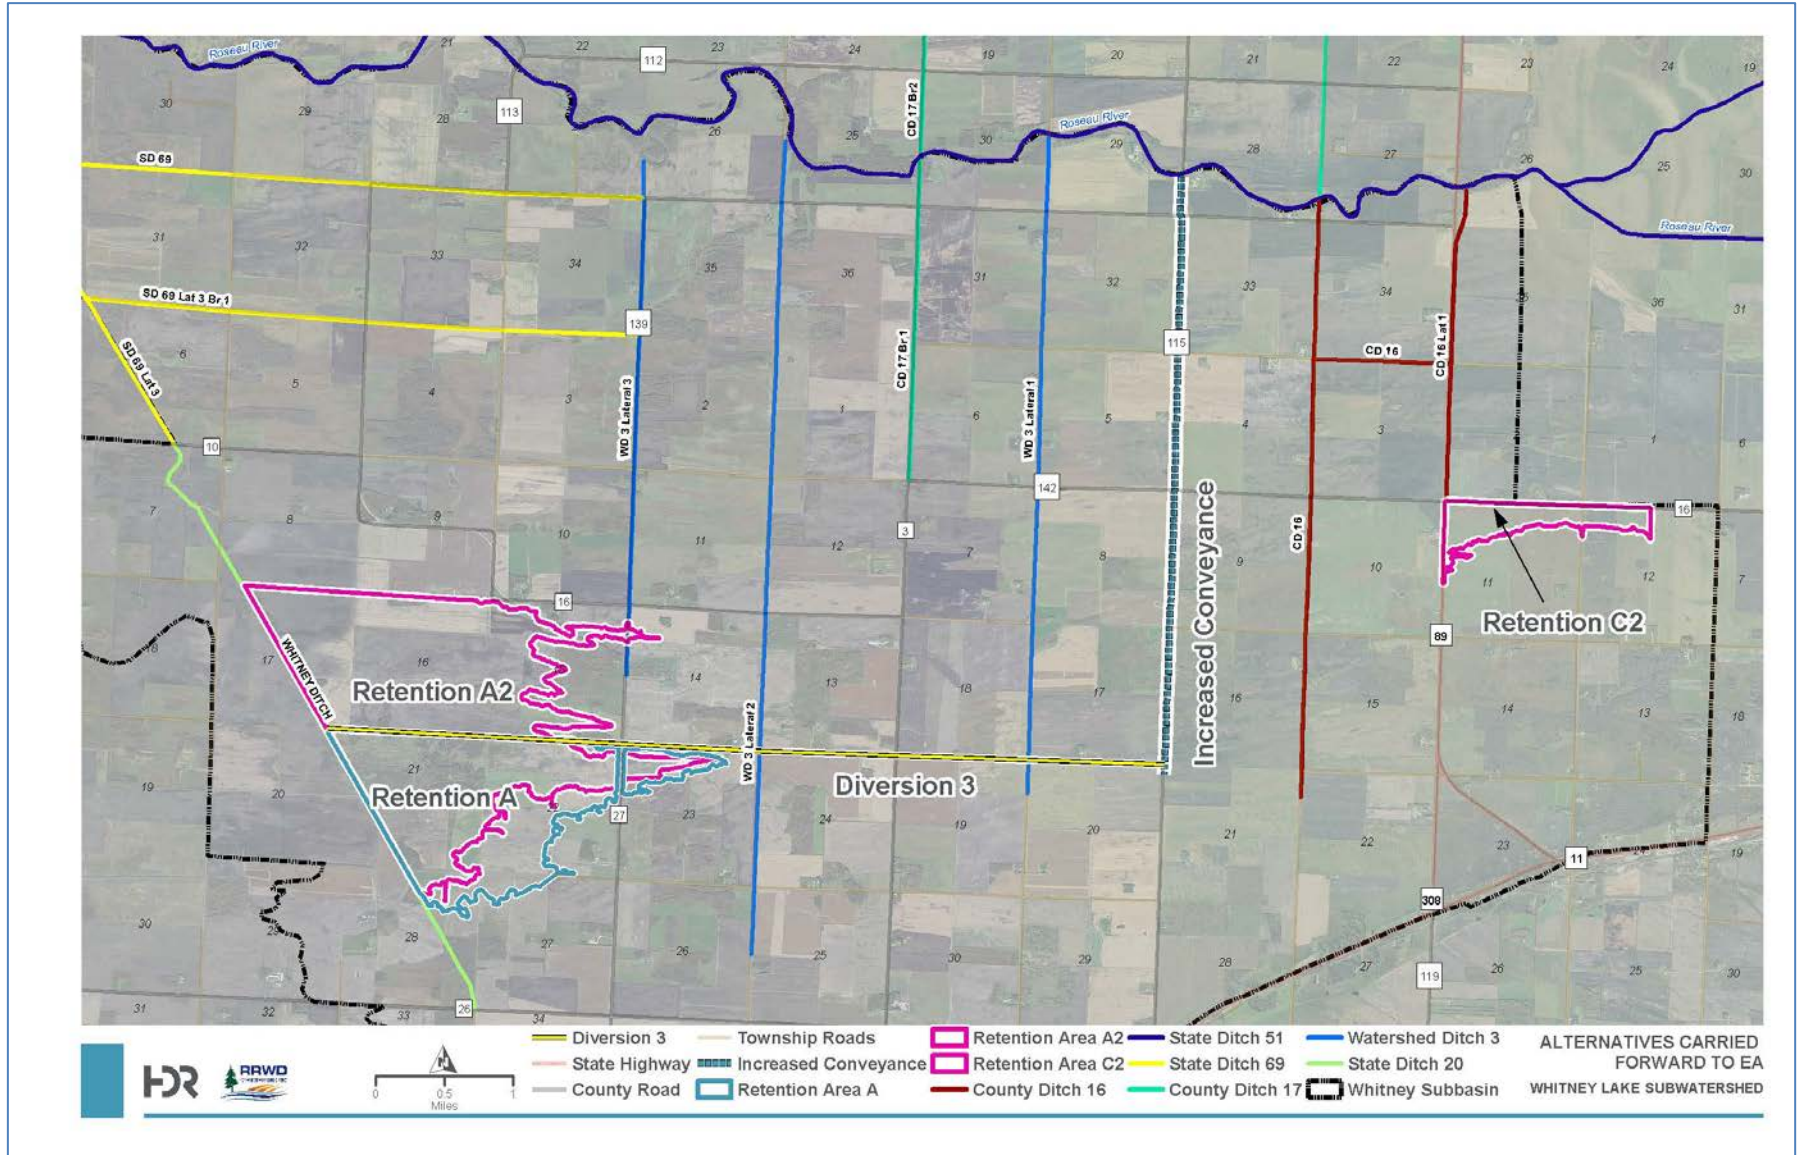 Roseau River
21
22
112
23
24
CD 17 Br2
19
20
21
22
23
24
19
30
29
28
113
26
25
30
Roseau River
29
28
27
26
25
30
SD 69
Roseau River
31
32
33
34
35
36
31
32
33
34
35
36
31
SD 69 Lat 3 Br 1
139
115
SD 69 Lat 3
6
5
4
3
WD 3 Lateral 3
2
1
CD 17 Br 1
6
WD 3 Lateral 1
5
4
CD 16
3
CD 16 Lat 1
1
6
10
142
7
8
9
10
11
12
3
7
8
Increased Conveyance
9
CD 16
10
11
12
16
7
16
Retention C2
89
18
17
WHITNEY DITCH
16
Retention A2
14
13
18
17
16
15
14
13
18
WD 3 Lateral 2
19
20
21
Retention A
22
27
23
24
Diversion 3
19
20
21
22
23
24
19
11
308
30
29
28
27
26
25
30
29
28
27
119
26
25
30
31
32
33
26
34
Diversion 3
State Highway
County Road
Township Roads
Increased Conveyance
Retention Area A
Retention Area A2
Retention Area C2
County Ditch 16
State Ditch 51
State Ditch 69
County Ditch 17
Watershed Ditch 3
State Ditch 20
Whitney Subbasin
ALTERNATIVES CARRIED
FORWARD TO EA
WHITNEY LAKE SUBWATERSHED
HDR
RRWD
0 0.5 1
Miles